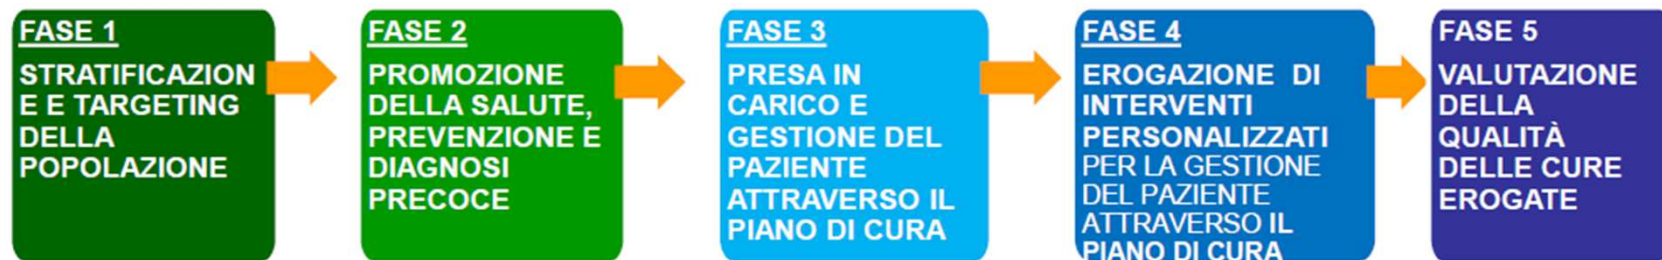 FASE 1
STRATIFICAZION
E E TARGETING
DELLA
POPOLAZIONE
FASE 2
PROMOZIONE
DELLA SALUTE,
PREVENZIONE E
DIAGNOSI
PRECOCE
FASE 3
PRESA IN
CARICO E
GESTIONE DEL
PAZIENTE
ATTRAVERSO IL
PIANO DI CURA
FASE 4
EROGAZIONE DI
INTERVENTI
PERSONALIZZATI
PER LA GESTIONE
DEL PAZIENTE
ATTRAVERSO IL
PIANO DI CURA
FASE 5
VALUTAZIONE
DELLA
QUALITÀ
DELLE CURE
EROGATE